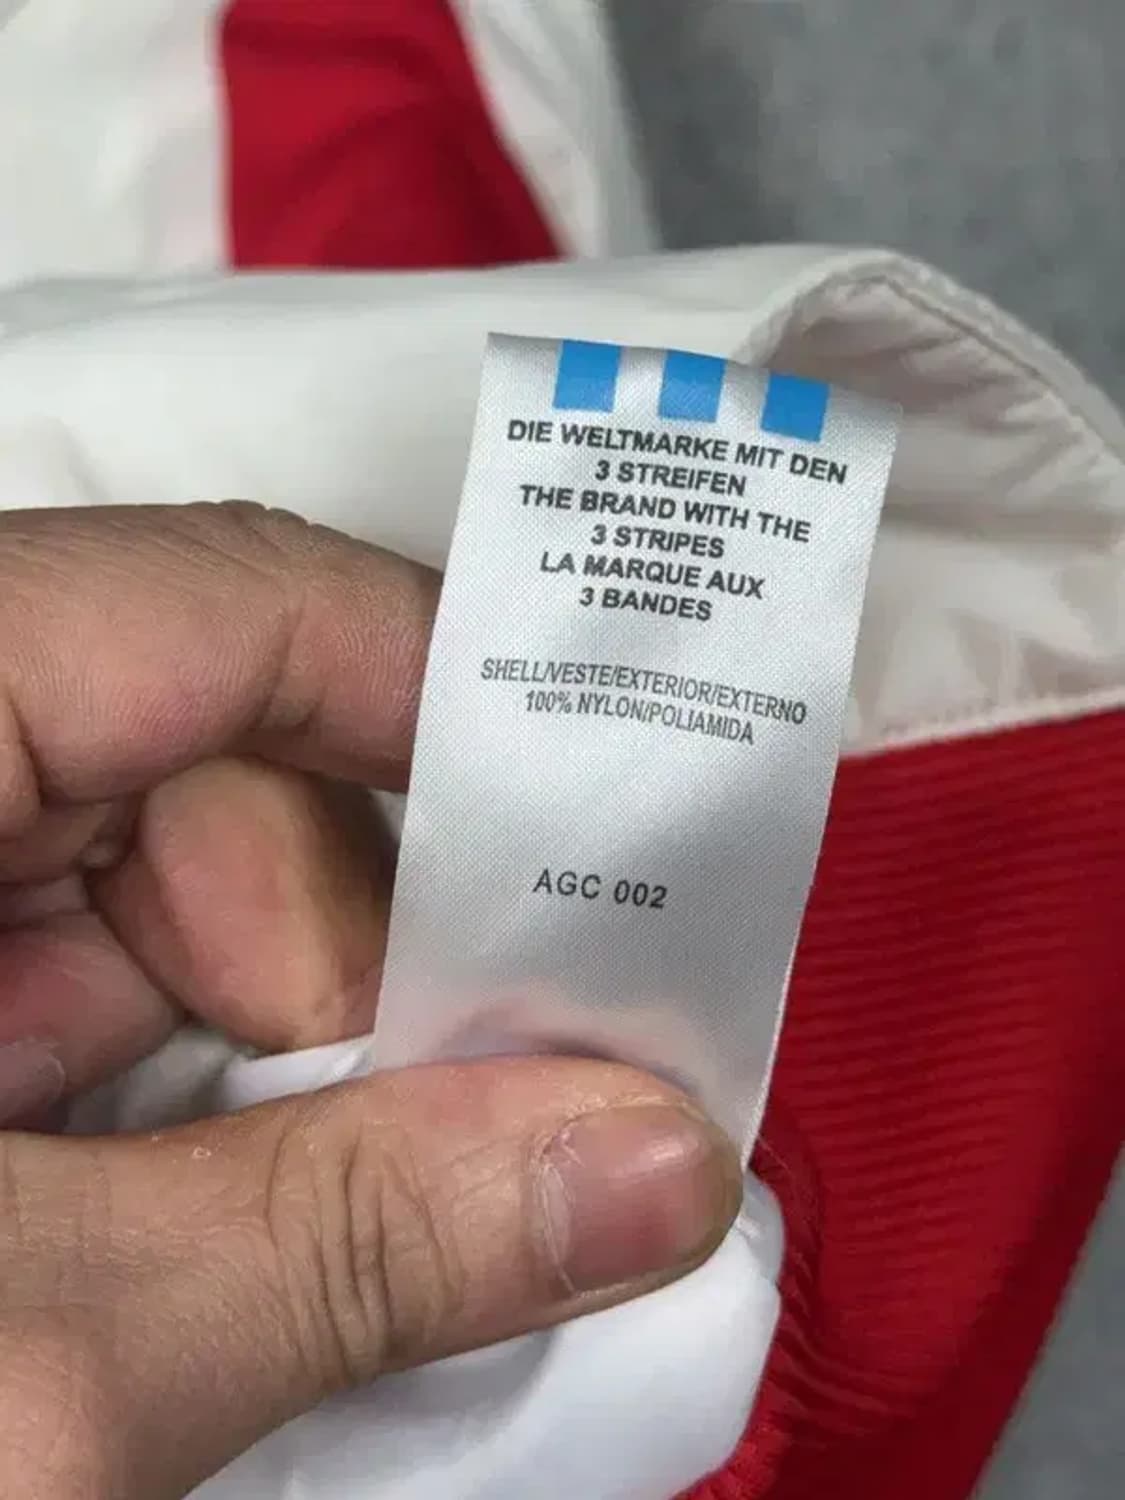 DIE WELTMARKE MIT DEN
3 STREIFEN
THE BRAND WITH THE
3 STRIPES
LA MARQUE AUX
3 BANDES
SHELL/VESTE/EXTERIOR/EXTERNO
100% NYLON/POLIAMIDA
AGC 002